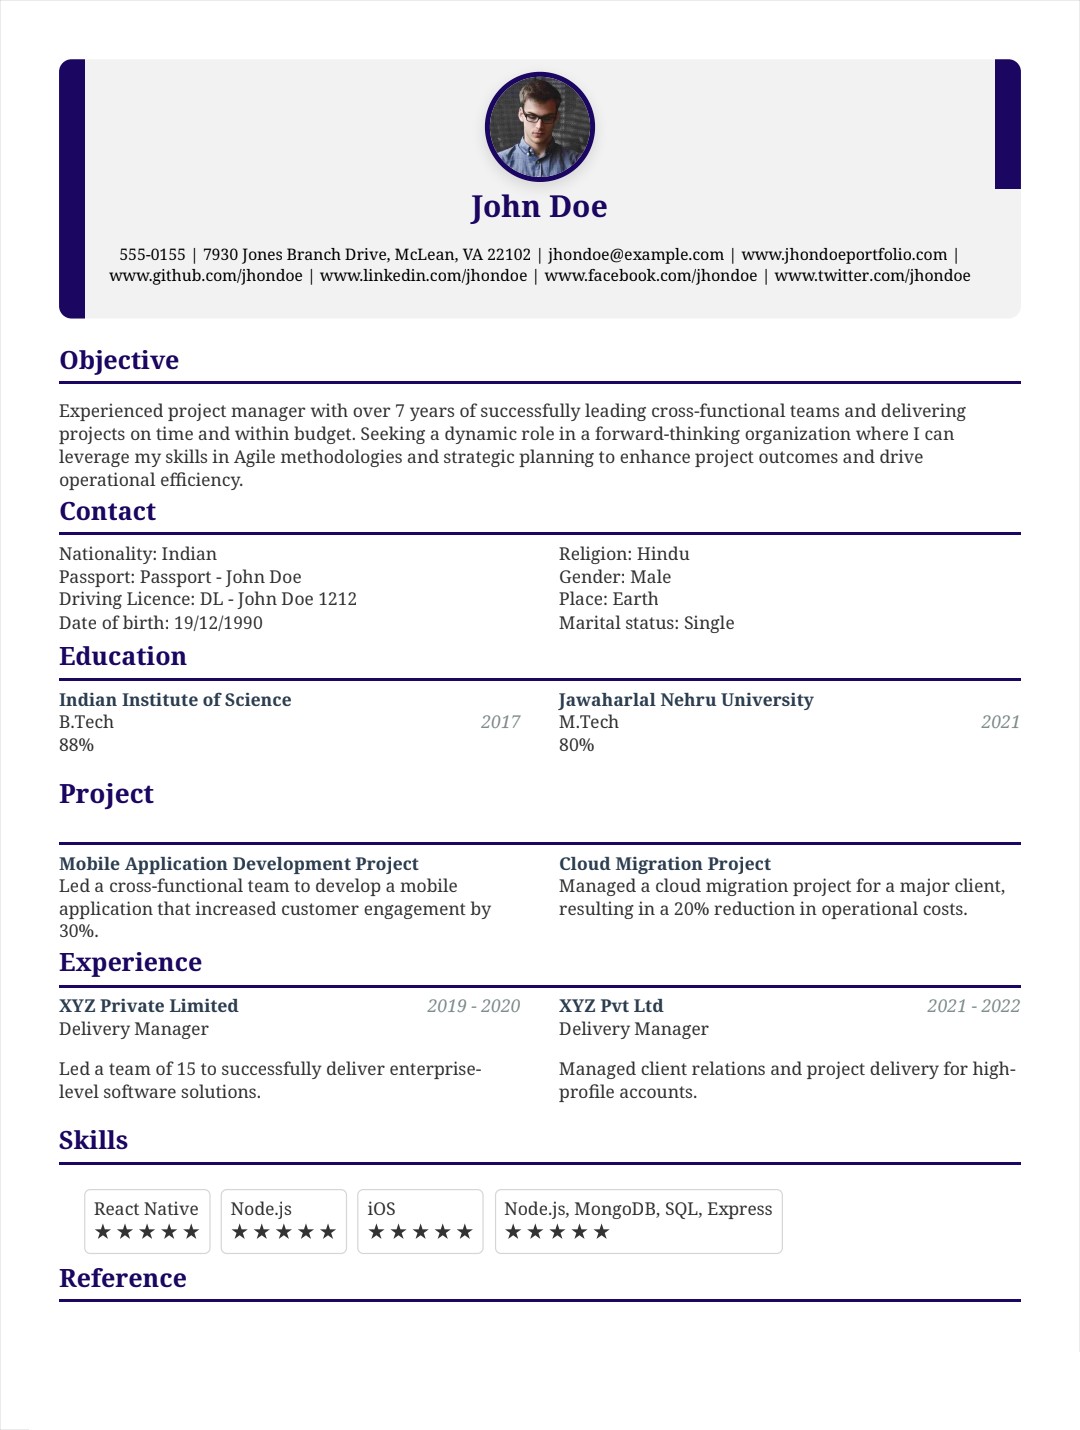 John Doe
555-0155 | 7930 Jones Branch Drive, McLean, VA 22102 | jhondoe@example.com | www.jhondoeportfolio.com |
www.github.com/jhondoe | www.linkedin.com/jhondoe | www.facebook.com/jhondoe | www.twitter.com/jhondoe
Objective
Experienced project manager with over 7 years of successfully leading cross-functional teams and delivering
projects on time and within budget. Seeking a dynamic role in a forward-thinking organization where I can
leverage my skills in Agile methodologies and strategic planning to enhance project outcomes and drive
operational efficiency.
Contact
Nationality: Indian
Passport: Passport - John Doe
Driving Licence: DL - John Doe 1212
Date of birth: 19/12/1990
Religion: Hindu
Gender: Male
Place: Earth
Marital status: Single
Education
Indian Institute of Science
B.Tech 2017
88%
Jawaharlal Nehru University
M.Tech 2021
80%
Project
Mobile Application Development Project
Led a cross-functional team to develop a mobile
application that increased customer engagement by
30%.
Cloud Migration Project
Managed a cloud migration project for a major client,
resulting in a 20% reduction in operational costs.
Experience
XYZ Private Limited 2019 - 2020
Delivery Manager
Led a team of 15 to successfully deliver enterprise-
level software solutions.
XYZ Pvt Ltd 2021 - 2022
Delivery Manager
Managed client relations and project delivery for high-
profile accounts.
Skills
React Native
★★★★★
Node.js
★★★★★
iOS
★★★★★
Node.js, MongoDB, SQL, Express
★★★★★
Reference